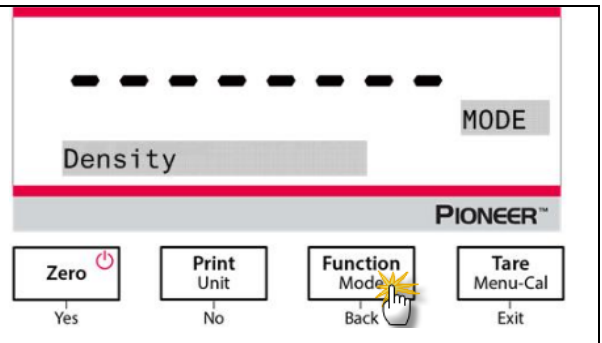 --------
MODE
Density
PIONEER™
Zero
Print
Unit
Function
Mode
Tare
Menu-Cal
Yes
No
Back
Exit